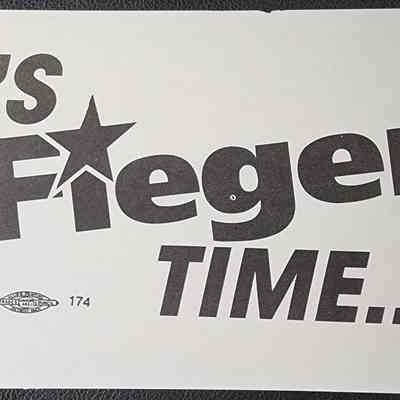 'S
Fieger
TIME..
174